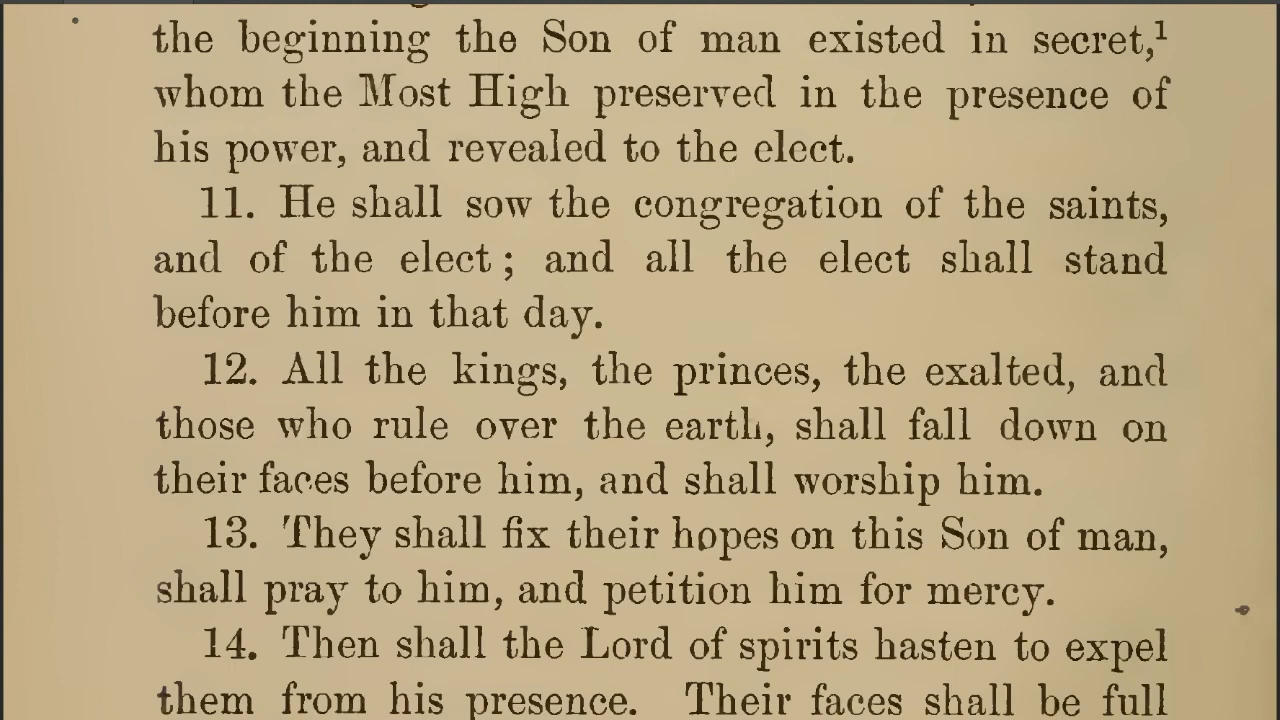 the beginning the Son of man existed in secret,¹
whom the Most High preserved in the presence of
his power, and revealed to the elect.
11. He shall sow the congregation of the saints,
and of the elect; and all the elect shall stand
before him in that day.
12. All the kings, the princes, the exalted, and
those who rule over the earth, shall fall down on
their faces before him, and shall worship him.
13. They shall fix their hopes on this Son of man,
shall pray to him, and petition him for mercy.
14. Then shall the Lord of spirits hasten to expel
them from his presence. Their faces shall be full